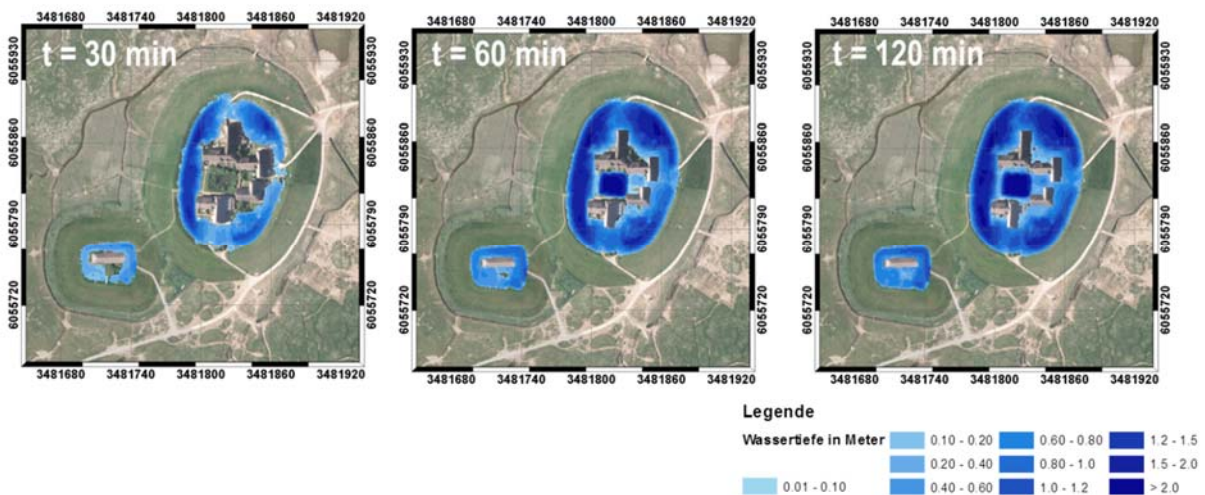 3481680 3481740 3481800 3481860 3481920
3481680 3481740 3481800 3481860 3481920
3481680 3481740 3481800 3481860 3481920
t = 30 min
t = 60 min
t = 120 min
6055930 6055930 6055930 6055930 6055930 6055930
6055860 6055860 6055860 6055860 6055860 6055860
6055790 6055790 6055790 6055790 6055790 6055790
6055720 6055720 6055720 6055720 6055720 6055720
3481680 3481740 3481800 3481860 3481920
3481680 3481740 3481800 3481860 3481920
3481680 3481740 3481800 3481860 3481920
Legende
Wassertiefe in Meter
0.01 - 0.10
0.10 - 0.20
0.20 - 0.40
0.40 - 0.60
0.60 - 0.80
0.80 - 1.0
1.0 - 1.2
1.2 - 1.5
1.5 - 2.0
> 2.0